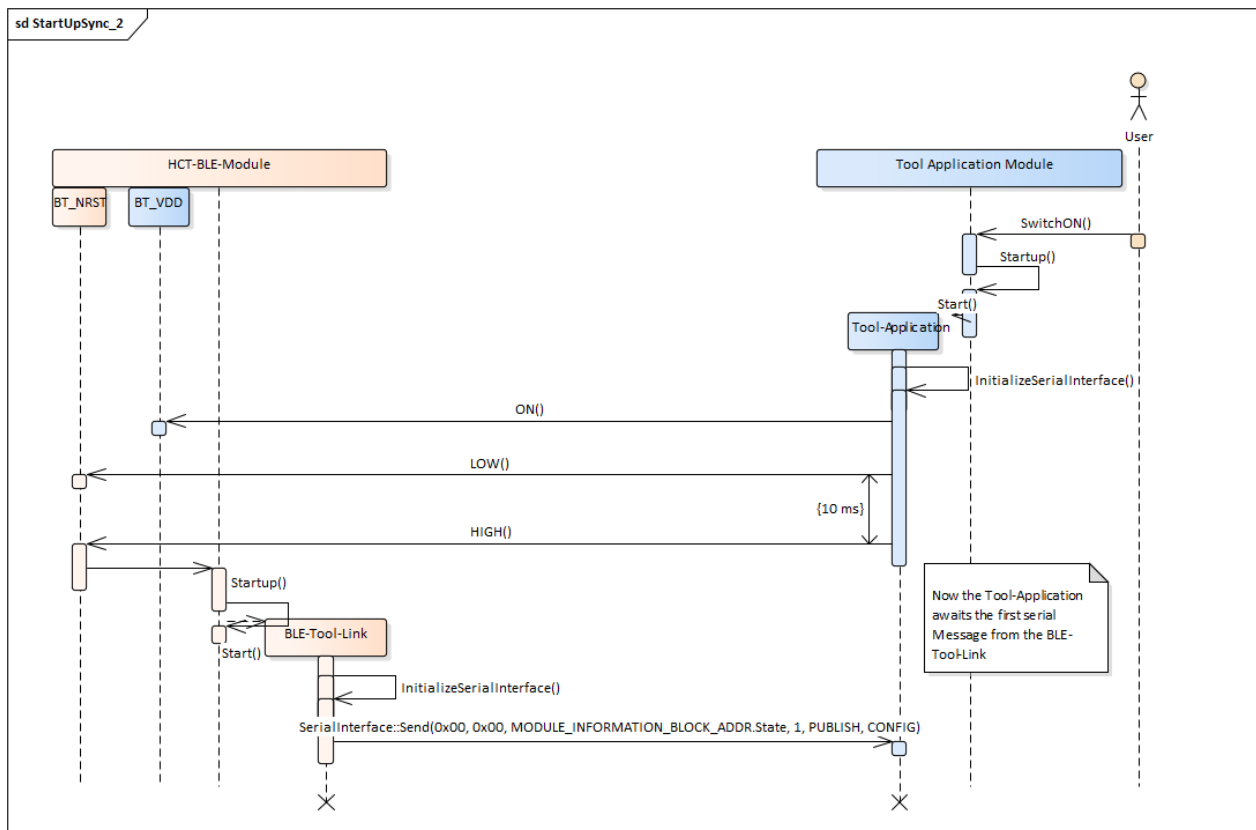 sd StartUpSync_2
User
HCT-BLE-Module
Tool Application Module
BT_NRST
BT_VDD
SwitchON()
Startup()
Start()
Tool-Application
InitializeSerialInterface()
ON()
LOW()
{10 ms}
HIGH()
Startup()
Now the Tool-Application
awaits the first serial
Message from the BLE-
Tool-Link
BLE-Tool-Link
Start()
InitializeSerialInterface()
SerialInterface::Send(0x00, 0x00, MODULE_INFORMATION_BLOCK_ADDR.State, 1, PUBLISH, CONFIG)